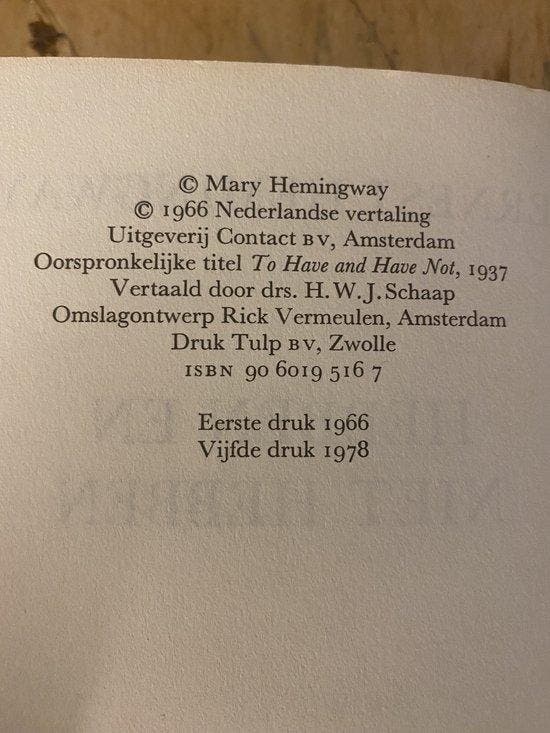 © Mary Hemingway
© 1966 Nederlandse vertaling
Uitgeverij Contact BV, Amsterdam
Oorspronkelijke titel To Have and Have Not, 1937
Vertaald door drs. H.W.J. Schaap
Omslagontwerp Rick Vermeulen, Amsterdam
Druk Tulp BV, Zwolle
ISBN 90 6019 516 7
Eerste druk 1966
Vijfde druk 1978